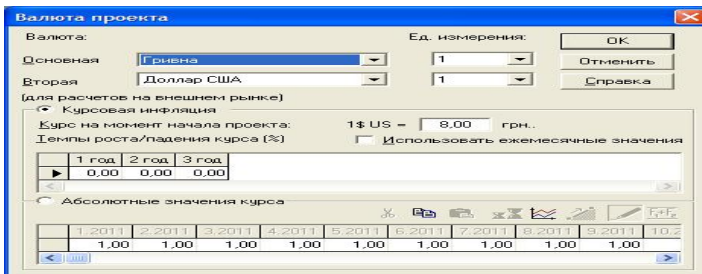 Валюта проекта
Валюта: Ед. измерения: OK
Основная Гривна 1 Отменить
Вторая Доллар США 1 Справка
(для расчетов на внешнем рынке)
Курсовая инфляция
Курс на момент начала проекта: 1$ US = 8,00 грн..
Темпы роста/падения курса (%) Использовать ежемесячные значения
1 год 2 год 3 год
0,00 0,00 0,00
Абсолютные значения курса
1.2011 2.2011 3.2011 4.2011 5.2011 6.2011 7.2011 8.2011 9.2011 10.2
1,00 1,00 1,00 1,00 1,00 1,00 1,00 1,00 1,00